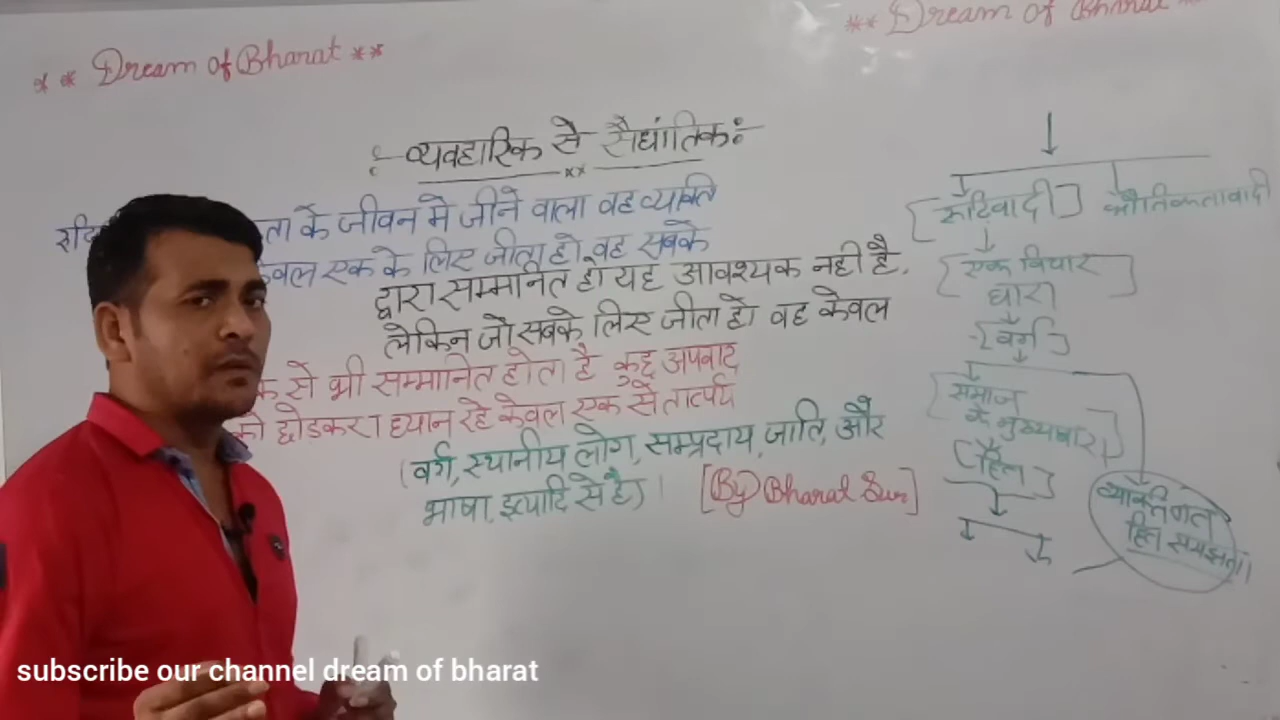 ** Dream of Bharat **
** Dream of Bharat
:- व्यवहारिक से सैद्यांतिक :
ता के जीवन मे जीने वाला वह व्यक्ति
केवल एक के लिए जीता हो, वह सबके
द्वारा सम्मानित हो यह आवश्यक नही है,
लेकिन जो सबके लिए जीता हो वह केवल
क से भी सम्मानित होता है कुछ अपवाद
को छोडकर। ध्यान रहे केवल एक से तात्पर्य
(वर्ग, स्थानीय लोग, सम्प्रदाय, जाति, और
भाषा, इत्यादि से है)।
[By Bharat Sur]
[रूढिवादी] भौतिकतावादी
[एक विचार
धारा]
[वर्ग]
[समाज
के मुख्यधारा]
[हित]
व्यक्तिगत
हित समझता।
subscribe our channel dream of bharat